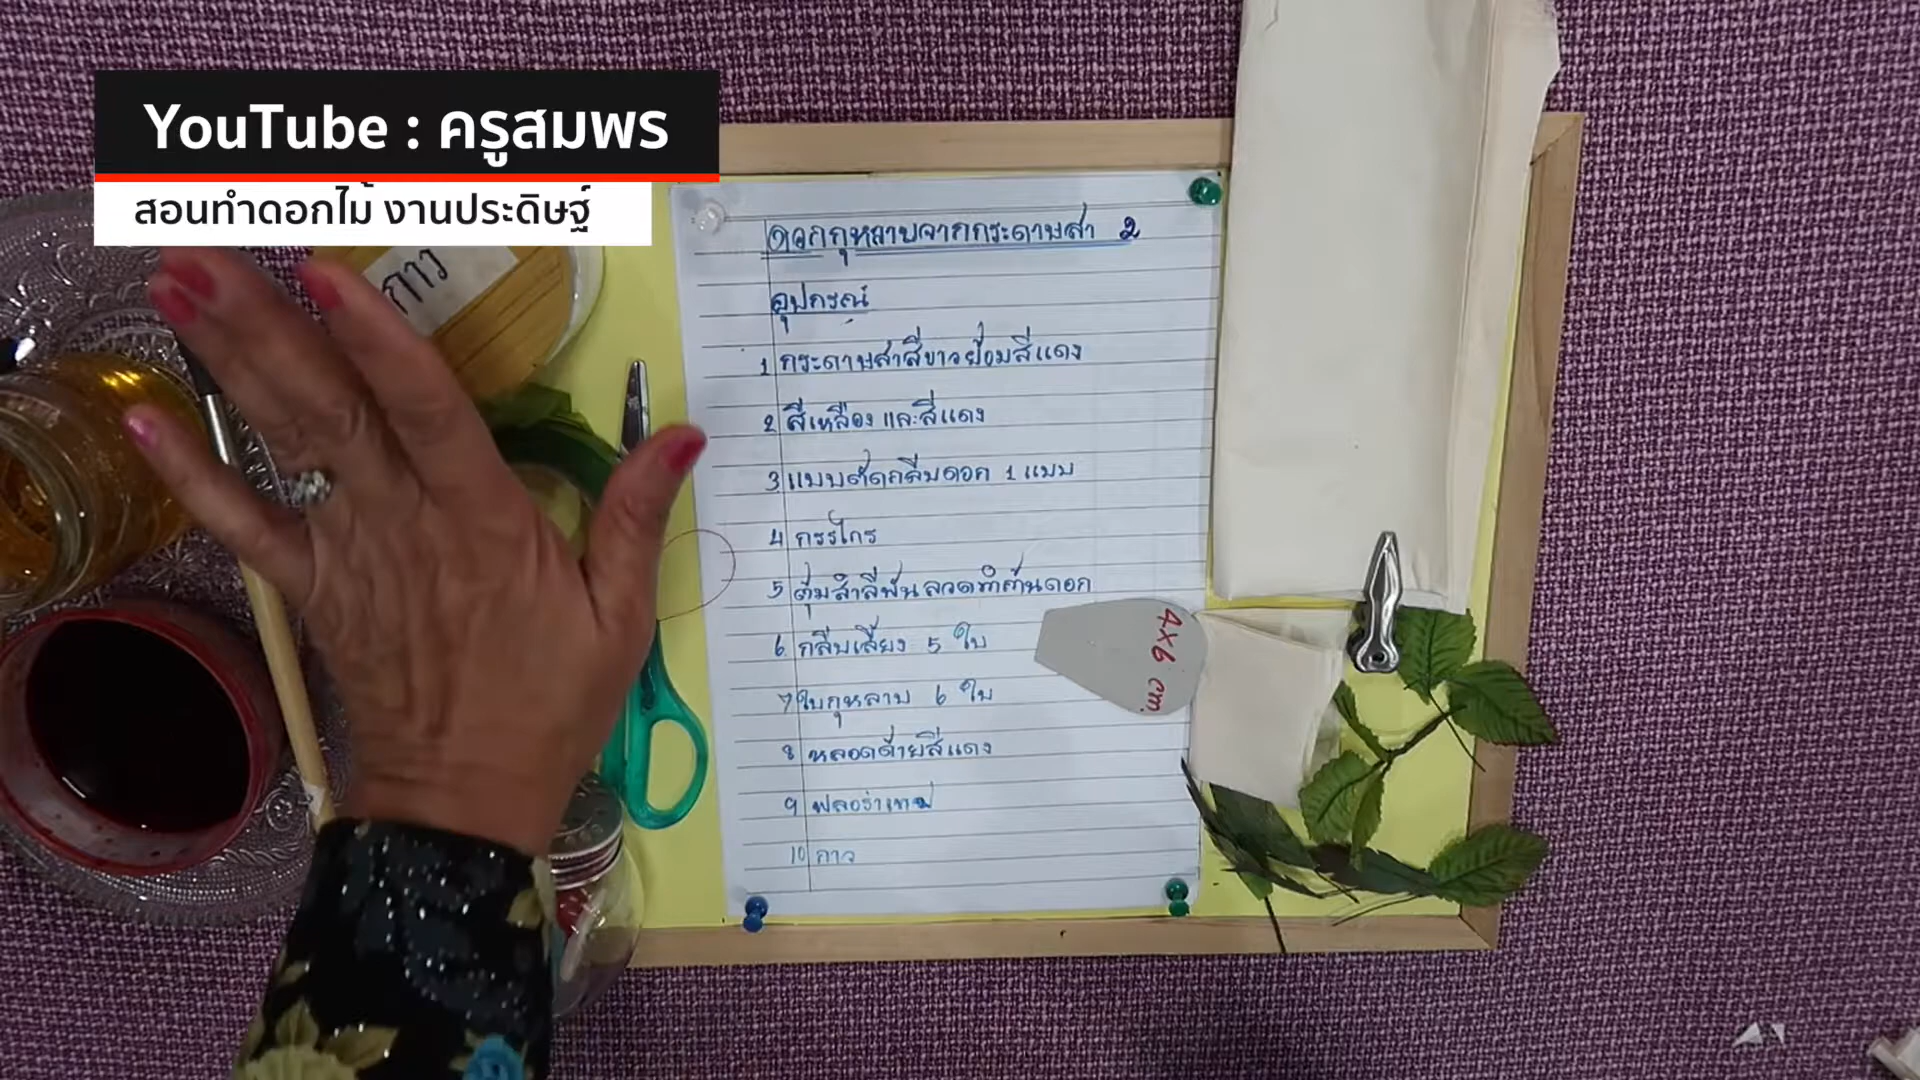 YouTube : ครูสมพร
สอนทำดอกไม้ งานประดิษฐ์
กาว
ดอกกุหลาบจากกระดาษสา 2
อุปกรณ์
1 กระดาษสาสีขาวย้อมสีแดง
2 สีเหลือง และสีแดง
3 แบบตัดกลีบดอก 1 แบบ
4 กรรไกร
5 ตุ้มสำลีพันลวดทำก้านดอก
6 กลีบเลี้ยง 5 ใบ
7 ใบกุหลาบ 6 ใบ
8 หลอดด้ายสีแดง
9 ฟลอร่าเทป
10 กาว
4x6 cm.